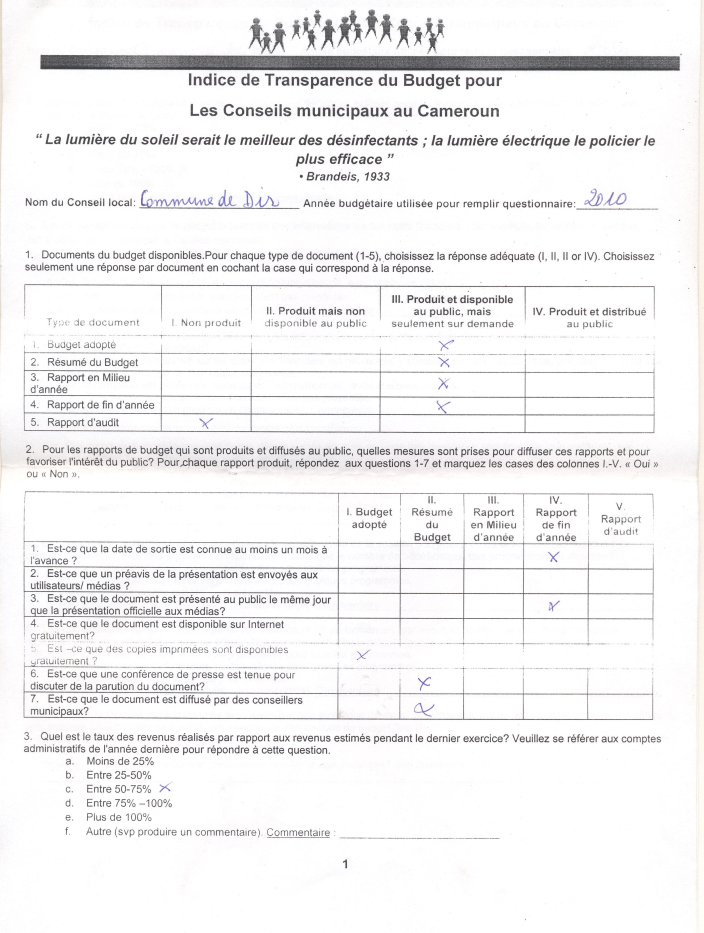 Indice de Transparence du Budget pour
Les Conseils municipaux au Cameroun
“ La lumière du soleil serait le meilleur des désinfectants ; la lumière électrique le policier le
plus efficace ”
• Brandeis, 1933
Nom du Conseil local: Commune de Dir Année budgétaire utilisée pour remplir questionnaire: 2010
1. Documents du budget disponibles.Pour chaque type de document (1-5), choisissez la réponse adéquate (I, II, II or IV). Choisissez
seulement une réponse par document en cochant la case qui correspond à la réponse.
Type de document I. Non produit II. Produit mais non disponible au public III. Produit et disponible au public, mais seulement sur demande IV. Produit et distribué au public
1. Budget adopté X
2. Résumé du Budget X
3. Rapport en Milieu d'année X
4. Rapport de fin d'année X
5. Rapport d'audit X
2. Pour les rapports de budget qui sont produits et diffusés au public, quelles mesures sont prises pour diffuser ces rapports et pour
favoriser l'intérêt du public? Pour,chaque rapport produit, répondez aux questions 1-7 et marquez les cases des colonnes I.-V. « Oui »
ou « Non ».
I. Budget adopté II. Résumé du Budget III. Rapport en Milieu d'année IV. Rapport de fin d'année V. Rapport d'audit
1. Est-ce que la date de sortie est connue au moins un mois à
l'avance ? X
2. Est-ce que un préavis de la présentation est envoyés aux
utilisateurs/ médias ?
3. Est-ce que le document est présenté au public le même jour
que la présentation officielle aux médias? X
4. Est-ce que le document est disponible sur Internet
gratuitement?
5. Est –ce que des copies imprimées sont disponibles
gratuitement ? X
6. Est-ce que une conférence de presse est tenue pour
discuter de la parution du document? X
7. Est-ce que le document est diffusé par des conseillers
municipaux? X
3. Quel est le taux des revenus réalisés par rapport aux revenus estimés pendant le dernier exercice? Veuillez se référer aux comptes
administratifs de l'année dernière pour répondre à cette question.
a. Moins de 25%
b. Entre 25-50%
c. Entre 50-75% X
d. Entre 75% –100%
e. Plus de 100%
f. Autre (svp produire un commentaire). Commentaire :
1